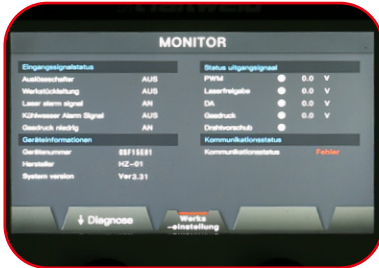 MONITOR
Eingangssignalstatus
Auslöseschalter AUS
Werkstückleitung AUS
Laser alarm signal AN
Kühlwasser Alarm Signal AUS
Gasdruck niedrig AN
Geräteinformationen
Gerätenummer
Hersteller HZ-01
System version Ver3.31
Status uitgangsignaal
PWM 0.0 V
Laserfreigabe 0.0 V
DA 0.0 V
Gasdruck 0.0 V
Drahtvorschub
Kommunikationsstatus
Kommunikationsstatus Fehler
↓ Diagnose
Werks
-einstellung